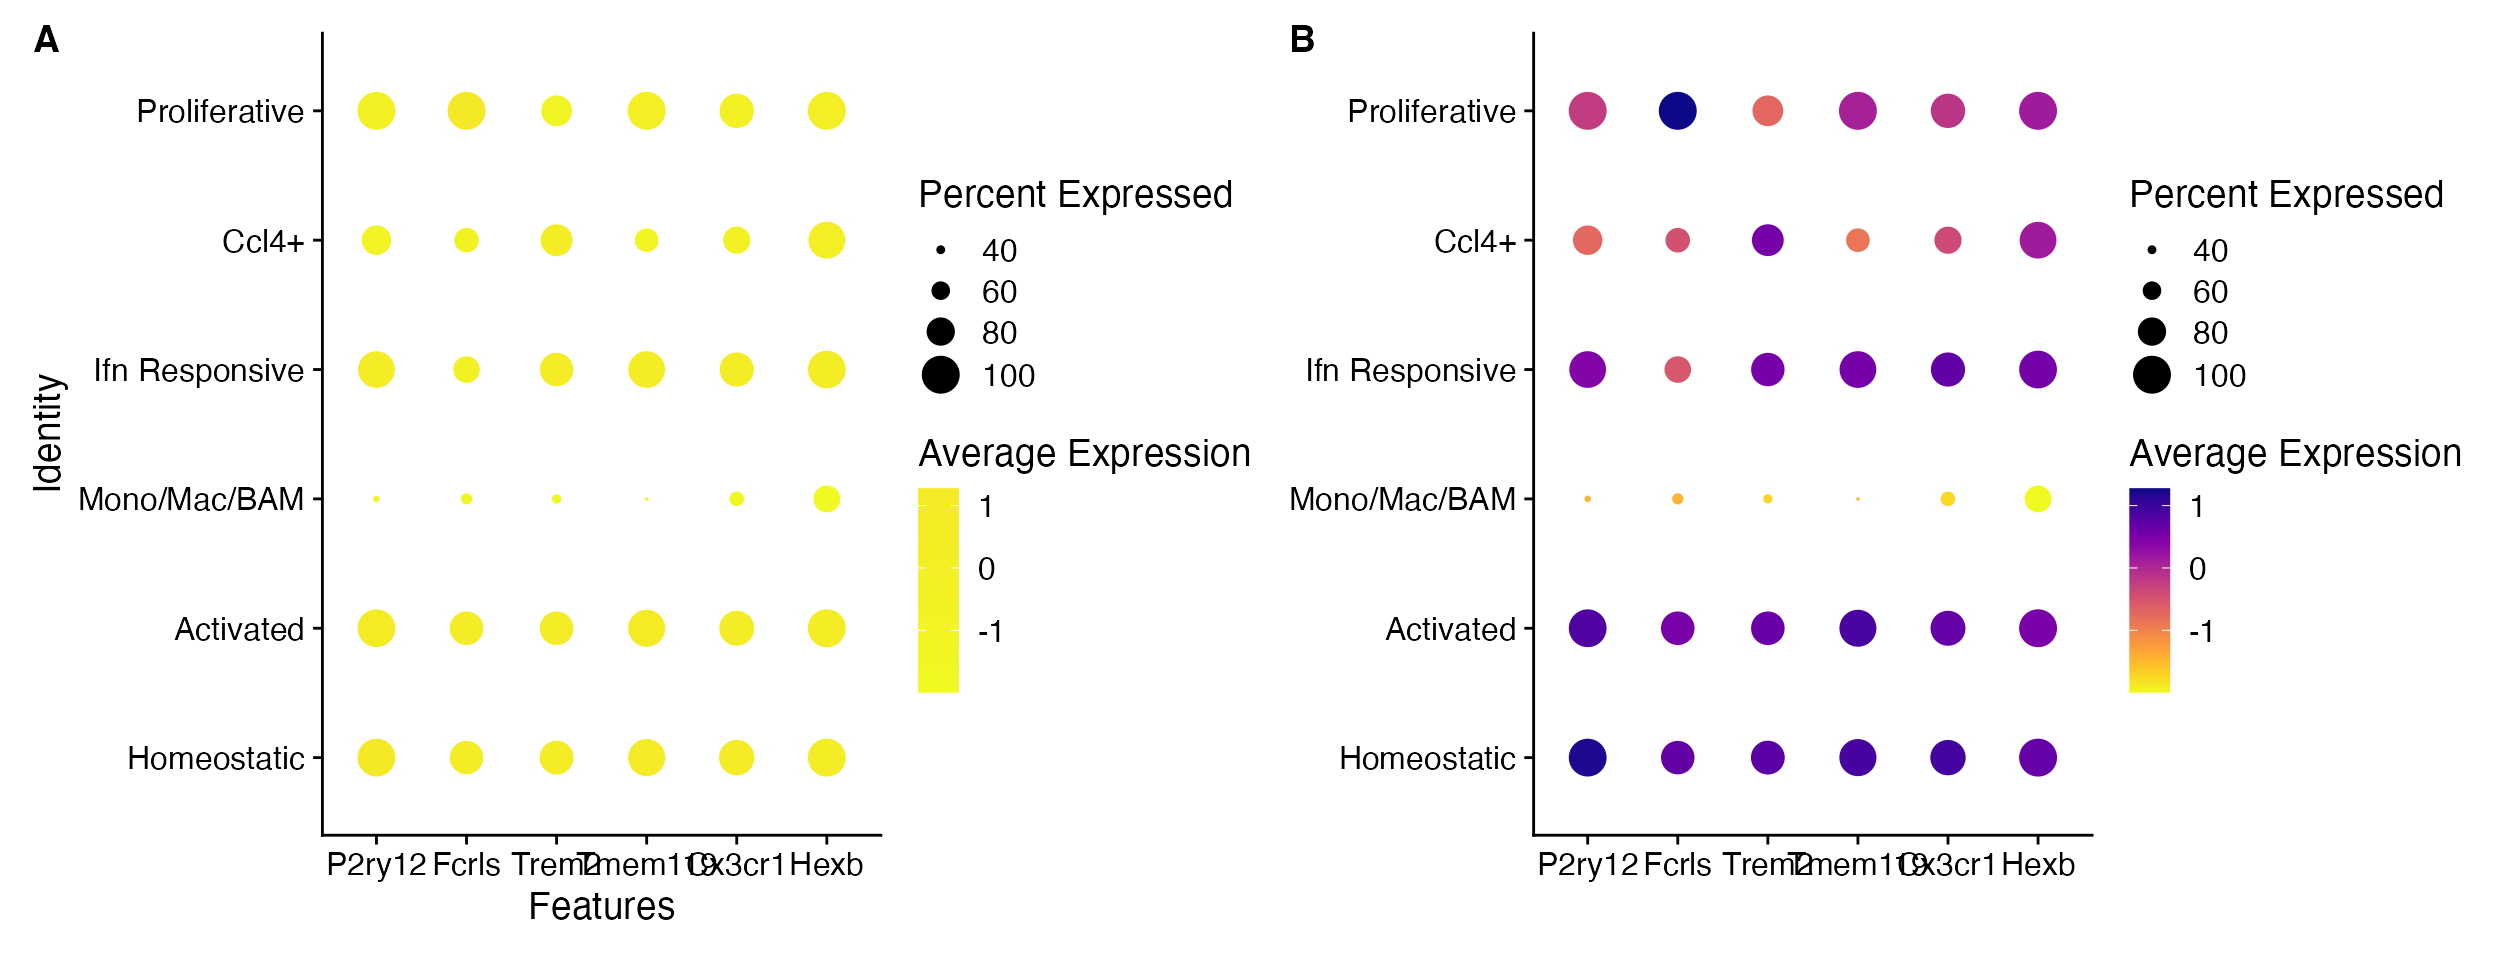 A
Identity
Proliferative
Ccl4+
Ifn Responsive
Mono/Mac/BAM
Activated
Homeostatic
P2ry12 Fcrls Trem2 Tmem119 Cx3cr1 Hexb
Features
Percent Expressed
40
60
80
100
Average Expression
1
0
-1
B
Proliferative
Ccl4+
Ifn Responsive
Mono/Mac/BAM
Activated
Homeostatic
P2ry12 Fcrls Trem2 Tmem119 Cx3cr1 Hexb
Percent Expressed
40
60
80
100
Average Expression
1
0
-1